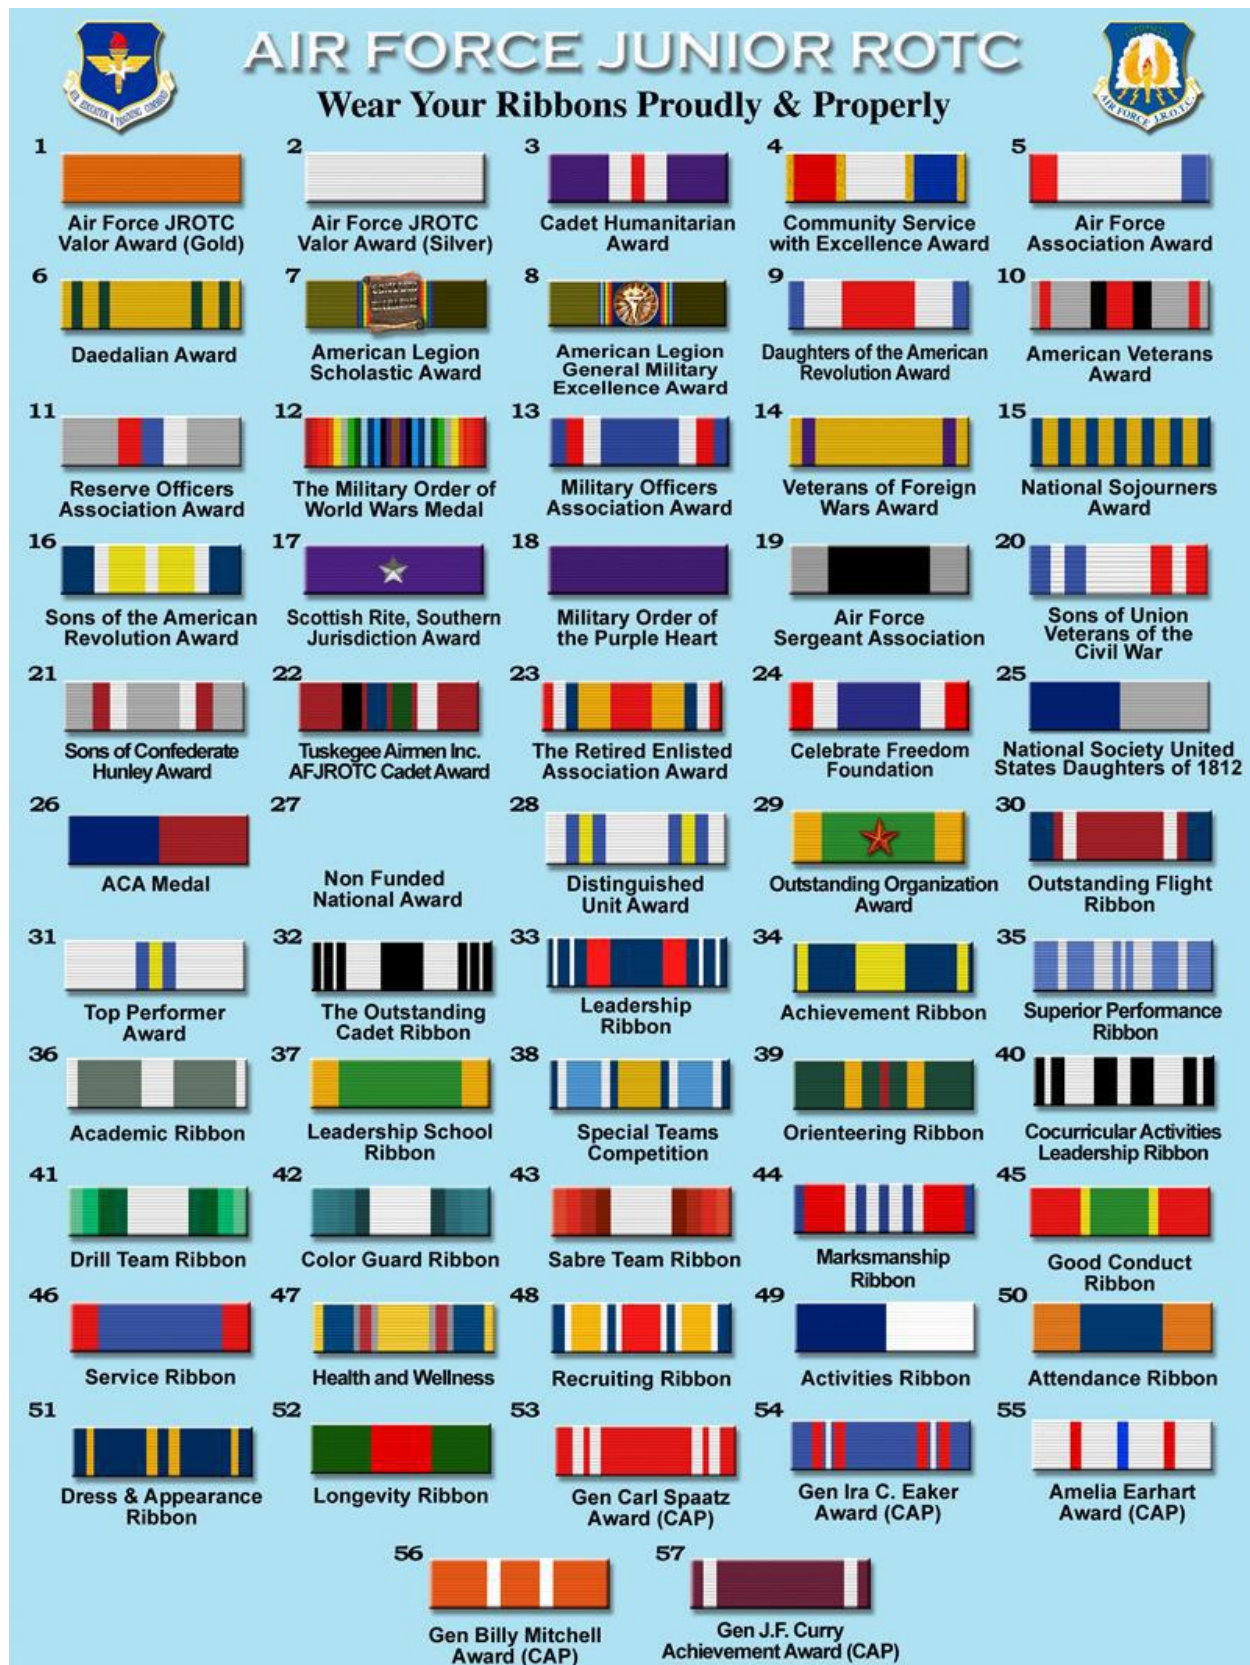 AIR FORCE JUNIOR ROTC
Wear Your Ribbons Proudly & Properly
AIR EDUCATION & TRAINING COMMAND
AIR FORCE J.R.O.T.C.
1
Air Force JROTC
Valor Award (Gold)
2
Air Force JROTC
Valor Award (Silver)
3
Cadet Humanitarian
Award
4
Community Service
with Excellence Award
5
Air Force
Association Award
6
Daedalian Award
7
American Legion
Scholastic Award
8
American Legion
General Military
Excellence Award
9
Daughters of the American
Revolution Award
10
American Veterans
Award
11
Reserve Officers
Association Award
12
The Military Order of
World Wars Medal
13
Military Officers
Association Award
14
Veterans of Foreign
Wars Award
15
National Sojourners
Award
16
Sons of the American
Revolution Award
17
Scottish Rite, Southern
Jurisdiction Award
18
Military Order of
the Purple Heart
19
Air Force
Sergeant Association
20
Sons of Union
Veterans of the
Civil War
21
Sons of Confederate
Hunley Award
22
Tuskegee Airmen Inc.
AFJROTC Cadet Award
23
The Retired Enlisted
Association Award
24
Celebrate Freedom
Foundation
25
National Society United
States Daughters of 1812
26
ACA Medal
27
Non Funded
National Award
28
Distinguished
Unit Award
29
Outstanding Organization
Award
30
Outstanding Flight
Ribbon
31
Top Performer
Award
32
The Outstanding
Cadet Ribbon
33
Leadership
Ribbon
34
Achievement Ribbon
35
Superior Performance
Ribbon
36
Academic Ribbon
37
Leadership School
Ribbon
38
Special Teams
Competition
39
Orienteering Ribbon
40
Cocurricular Activities
Leadership Ribbon
41
Drill Team Ribbon
42
Color Guard Ribbon
43
Sabre Team Ribbon
44
Marksmanship
Ribbon
45
Good Conduct
Ribbon
46
Service Ribbon
47
Health and Wellness
48
Recruiting Ribbon
49
Activities Ribbon
50
Attendance Ribbon
51
Dress & Appearance
Ribbon
52
Longevity Ribbon
53
Gen Carl Spaatz
Award (CAP)
54
Gen Ira C. Eaker
Award (CAP)
55
Amelia Earhart
Award (CAP)
56
Gen Billy Mitchell
Award (CAP)
57
Gen J.F. Curry
Achievement Award (CAP)